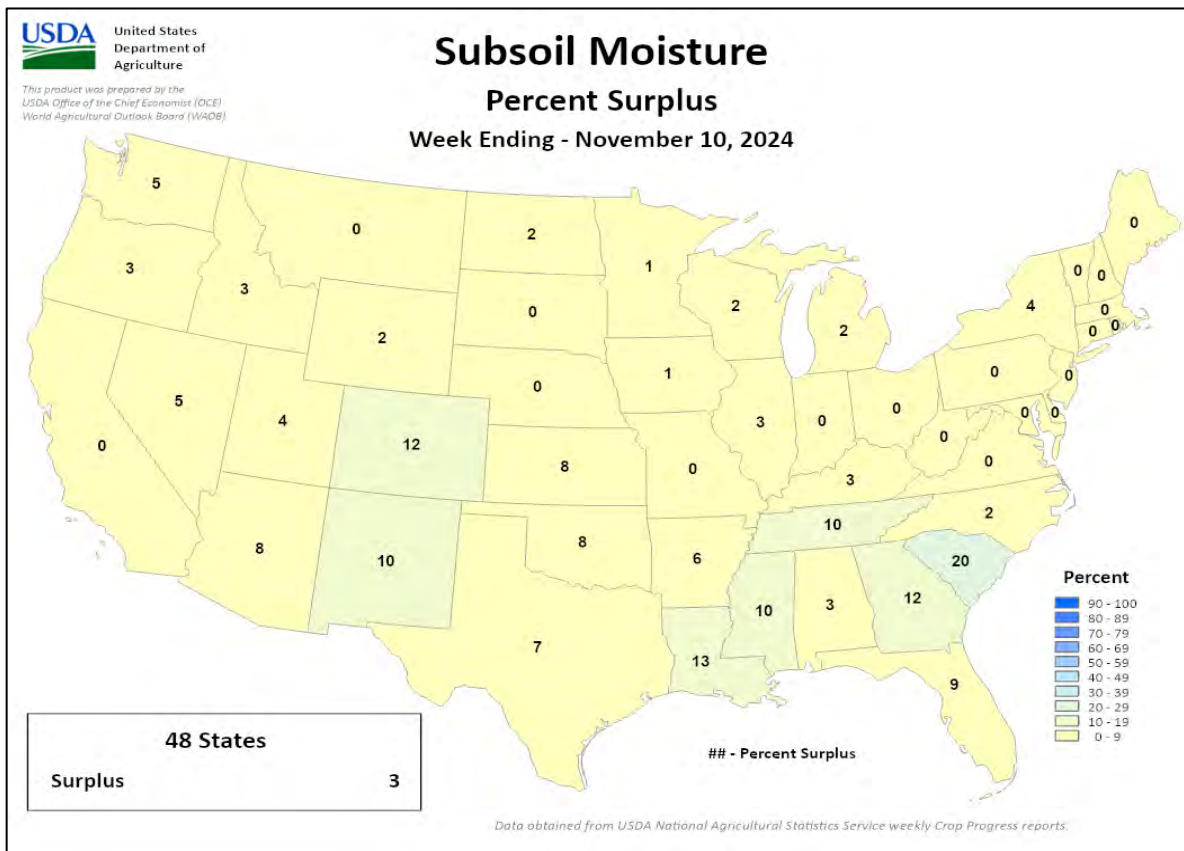 USDA
United States
Department of
Agriculture
This product was prepared by the
USDA Office of the Chief Economist (OCE)
World Agricultural Outlook Board (WAOB)
Subsoil Moisture
Percent Surplus
Week Ending - November 10, 2024
5
0
2
1
0
3
3
2
0
2
2
4
0
0
0
0
0
0
5
4
0
1
0
0
12
8
0
3
0
0
0
0
0
0
3
8
10
8
6
10
2
7
13
10
3
12
20
9
Percent
90 - 100
80 - 89
70 - 79
60 - 69
50 - 59
40 - 49
30 - 39
20 - 29
10 - 19
0 - 9
48 States
Surplus 3
## - Percent Surplus
Data obtained from USDA National Agricultural Statistics Service weekly Crop Progress reports.